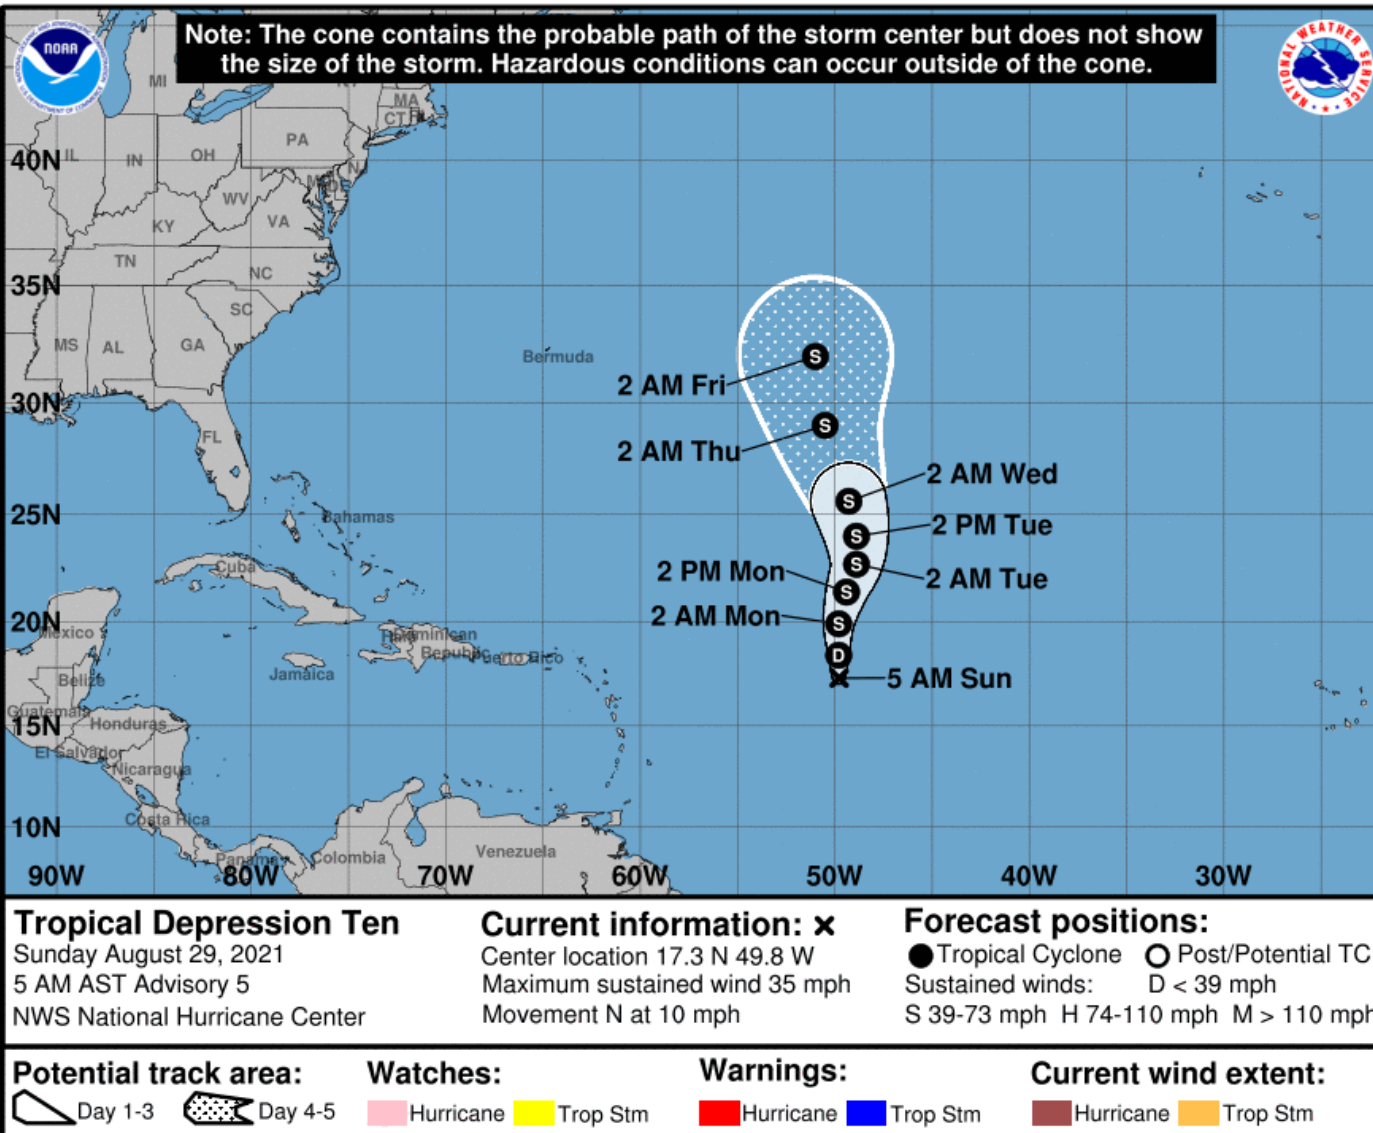 Note: The cone contains the probable path of the storm center but does not show
the size of the storm. Hazardous conditions can occur outside of the cone.
NOAA
NATIONAL WEATHER SERVICE
MI
MA
CT
PA
40N
IL
IN
OH
WV
VA
KY
TN
NC
35N
SC
MS
AL
GA
Bermuda
2 AM Fri
S
30N
FL
2 AM Thu
S
2 AM Wed
S
25N
Bahamas
2 PM Tue
S
Cuba
2 PM Mon
S
2 AM Tue
S
20N
2 AM Mon
S
Mexico
Dominican
Republic
Puerto Rico
D
Jamaica
Belize
5 AM Sun
Guatemala
15N
Honduras
El Salvador
Nicaragua
Costa Rica
10N
Panama
Colombia
Venezuela
90W 80W 70W 60W 50W 40W 30W
Tropical Depression Ten
Sunday August 29, 2021
5 AM AST Advisory 5
NWS National Hurricane Center
Current information: x
Center location 17.3 N 49.8 W
Maximum sustained wind 35 mph
Movement N at 10 mph
Forecast positions:
Tropical Cyclone Post/Potential TC
Sustained winds: D < 39 mph
S 39-73 mph H 74-110 mph M > 110 mph
Potential track area:
Day 1-3 Day 4-5
Watches:
Hurricane Trop Stm
Warnings:
Hurricane Trop Stm
Current wind extent:
Hurricane Trop Stm